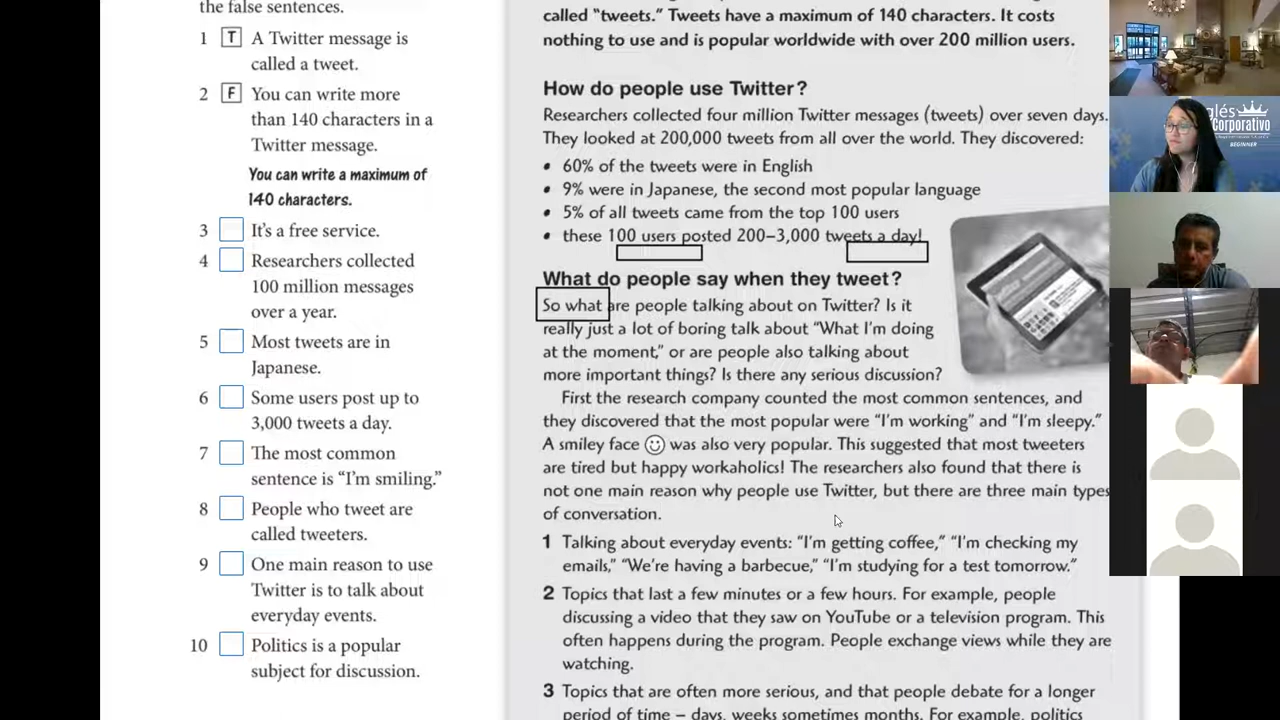 the false sentences.
1 T A Twitter message is
called a tweet.
2 F You can write more
than 140 characters in a
Twitter message.
You can write a maximum of
140 characters.
3 It's a free service.
4 Researchers collected
100 million messages
over a year.
5 Most tweets are in
Japanese.
6 Some users post up to
3,000 tweets a day.
7 The most common
sentence is “I'm smiling.”
8 People who tweet are
called tweeters.
9 One main reason to use
Twitter is to talk about
everyday events.
10 Politics is a popular
subject for discussion.
called “tweets.” Tweets have a maximum of 140 characters. It costs
nothing to use and is popular worldwide with over 200 million users.
How do people use Twitter?
Researchers collected four million Twitter messages (tweets) over seven days.
They looked at 200,000 tweets from all over the world. They discovered:
• 60% of the tweets were in English
• 9% were in Japanese, the second most popular language
• 5% of all tweets came from the top 100 users
• these 100 users posted 200–3,000 tweets a day!
What do people say when they tweet?
So what are people talking about on Twitter? Is it
really just a lot of boring talk about “What I'm doing
at the moment,” or are people also talking about
more important things? Is there any serious discussion?
First the research company counted the most common sentences, and
they discovered that the most popular were “I'm working” and “I'm sleepy.”
A smiley face ☺ was also very popular. This suggested that most tweeters
are tired but happy workaholics! The researchers also found that there is
not one main reason why people use Twitter, but there are three main types
of conversation.
1 Talking about everyday events: “I'm getting coffee,” “I'm checking my
emails,” “We're having a barbecue,” “I'm studying for a test tomorrow.”
2 Topics that last a few minutes or a few hours. For example, people
discussing a video that they saw on YouTube or a television program. This
often happens during the program. People exchange views while they are
watching.
3 Topics that are often more serious, and that people debate for a longer
period of time – days, weeks sometimes months. For example, politics
glés
Corporativo
BEGINNER